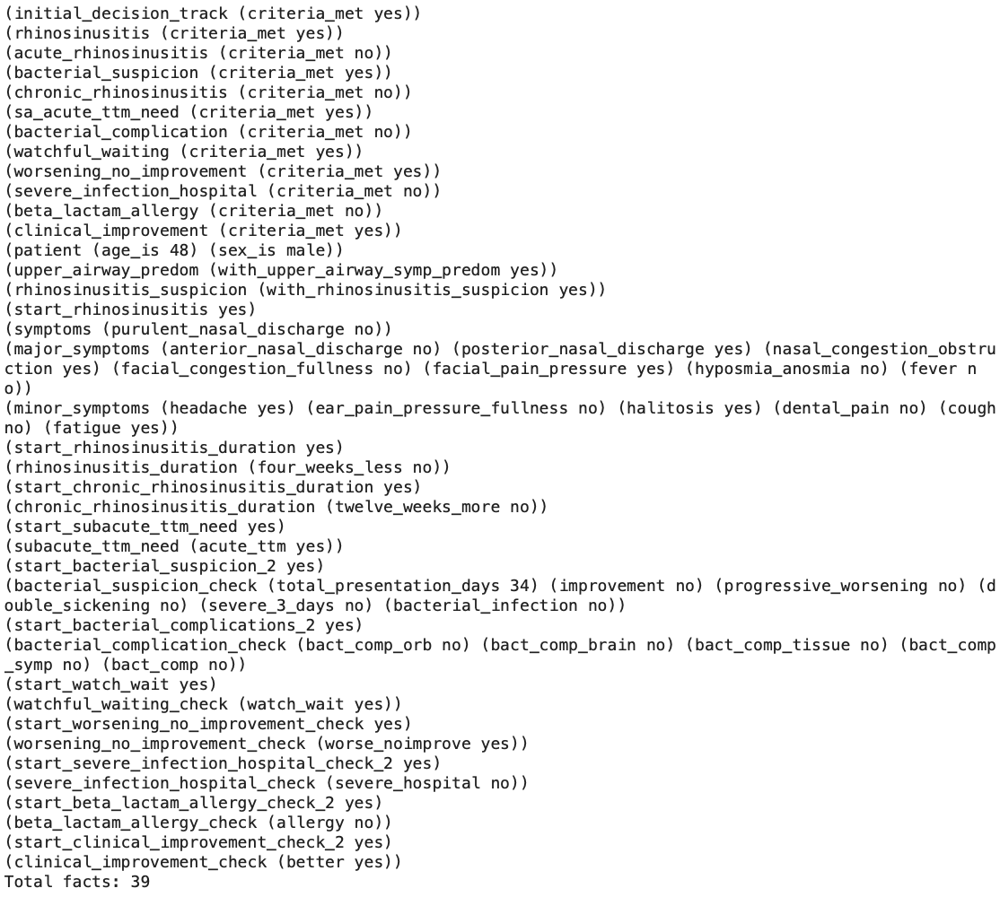 (initial_decision_track (criteria_met yes))
(rhinosinusitis (criteria_met yes))
(acute_rhinosinusitis (criteria_met no))
(bacterial_suspicion (criteria_met yes))
(chronic_rhinosinusitis (criteria_met no))
(sa_acute_ttm_need (criteria_met yes))
(bacterial_complication (criteria_met no))
(watchful_waiting (criteria_met yes))
(worsening_no_improvement (criteria_met yes))
(severe_infection_hospital (criteria_met no))
(beta_lactam_allergy (criteria_met no))
(clinical_improvement (criteria_met yes))
(patient (age_is 48) (sex_is male))
(upper_airway_predom (with_upper_airway_symp_predom yes))
(rhinosinusitis_suspicion (with_rhinosinusitis_suspicion yes))
(start_rhinosinusitis yes)
(symptoms (purulent_nasal_discharge no))
(major_symptoms (anterior_nasal_discharge no) (posterior_nasal_discharge yes) (nasal_congestion_obstru
ction yes) (facial_congestion_fullness no) (facial_pain_pressure yes) (hyposmia_anosmia no) (fever n
o))
(minor_symptoms (headache yes) (ear_pain_pressure_fullness no) (halitosis yes) (dental_pain no) (cough
no) (fatigue yes))
(start_rhinosinusitis_duration yes)
(rhinosinusitis_duration (four_weeks_less no))
(start_chronic_rhinosinusitis_duration yes)
(chronic_rhinosinusitis_duration (twelve_weeks_more no))
(start_subacute_ttm_need yes)
(subacute_ttm_need (acute_ttm yes))
(start_bacterial_suspicion_2 yes)
(bacterial_suspicion_check (total_presentation_days 34) (improvement no) (progressive_worsening no) (d
ouble_sickening no) (severe_3_days no) (bacterial_infection no))
(start_bacterial_complications_2 yes)
(bacterial_complication_check (bact_comp_orb no) (bact_comp_brain no) (bact_comp_tissue no) (bact_comp
_symp no) (bact_comp no))
(start_watch_wait yes)
(watchful_waiting_check (watch_wait yes))
(start_worsening_no_improvement_check yes)
(worsening_no_improvement_check (worse_noimprove yes))
(start_severe_infection_hospital_check_2 yes)
(severe_infection_hospital_check (severe_hospital no))
(start_beta_lactam_allergy_check_2 yes)
(beta_lactam_allergy_check (allergy no))
(start_clinical_improvement_check_2 yes)
(clinical_improvement_check (better yes))
Total facts: 39